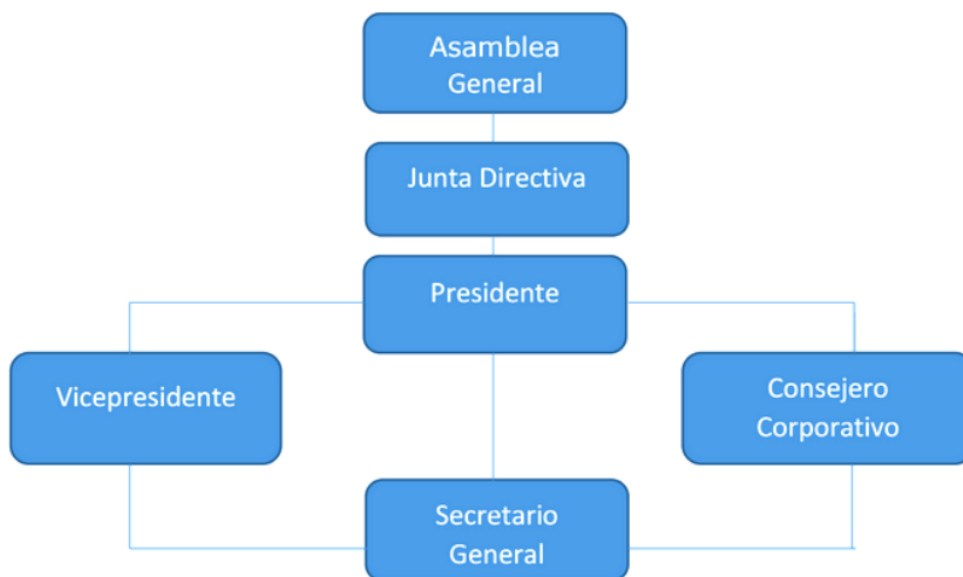 Asamblea
General
Junta Directiva
Presidente
Vicepresidente
Consejero
Corporativo
Secretario
General